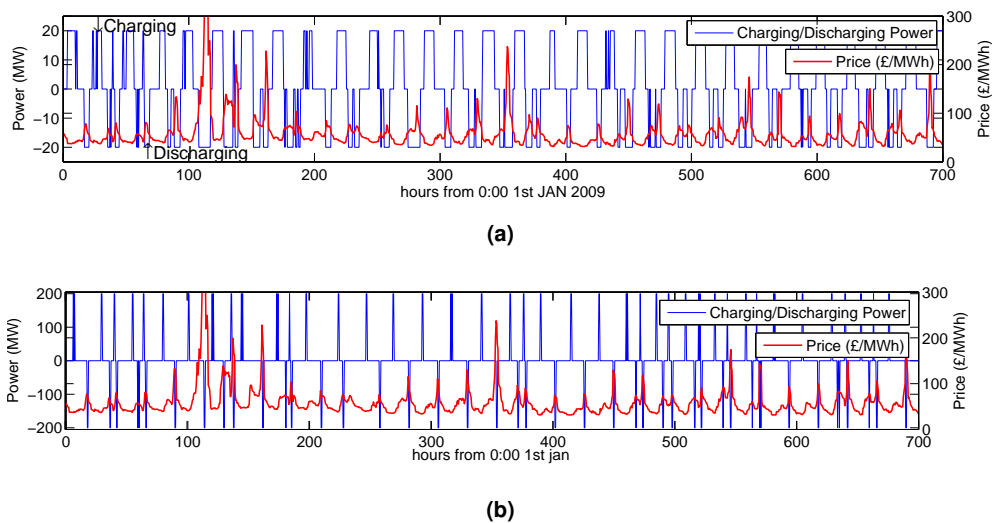 ↓Charging
↑Discharging
Charging/Discharging Power
Price (£/MWh)
Power (MW)
20
10
0
−10
−20
300
200
100
0
Price (£/MWh)
0 100 200 300 400 500 600 700
hours from 0:00 1st JAN 2009
(a)
Charging/Discharging Power
Price (£/MWh)
Power (MW)
200
100
0
−100
−200
300
200
100
0
Price (£/MWh)
0 100 200 300 400 500 600 700
hours from 0:00 1st jan
(b)